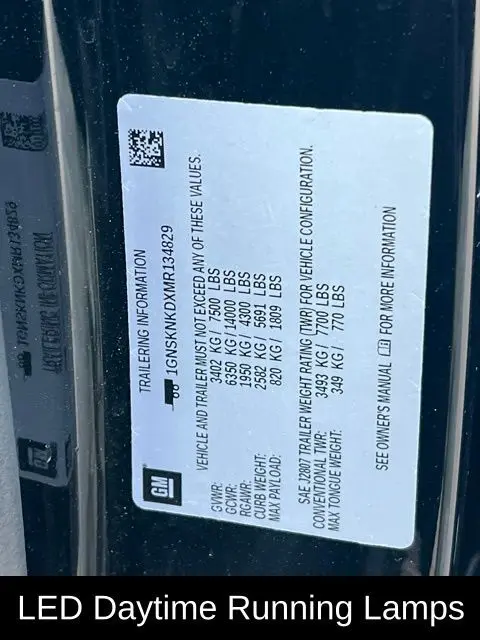 TRAILERING INFORMATION
1GNSKNKDXMR134829
VEHICLE AND TRAILER MUST NOT EXCEED ANY OF THESE VALUES.
GVWR: 3402 KG / 7500 LBS
GCWR: 6350 KG / 14000 LBS
RGAWR: 1950 KG / 4300 LBS
CURB WEIGHT: 2582 KG / 5691 LBS
MAX PAYLOAD: 820 KG / 1809 LBS
SAE J2807 TRAILER WEIGHT RATING (TWR) FOR VEHICLE CONFIGURATION.
CONVENTIONAL TWR: 3493 KG / 7700 LBS
MAX TONGUE WEIGHT: 349 KG / 770 LBS
SEE OWNER'S MANUAL FOR MORE INFORMATION
GM
LED Daytime Running Lamps